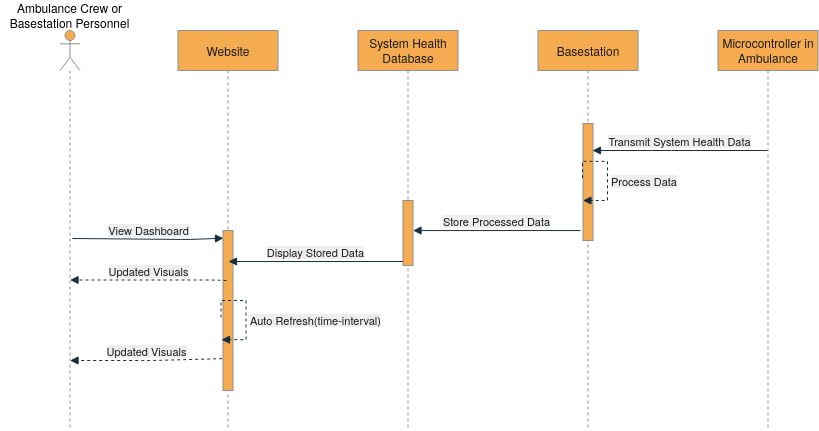 Ambulance Crew or
Basestation Personnel
Website
System Health
Database
Basestation
Microcontroller in
Ambulance
Transmit System Health Data
Process Data
Store Processed Data
View Dashboard
Display Stored Data
Updated Visuals
Auto Refresh(time-interval)
Updated Visuals